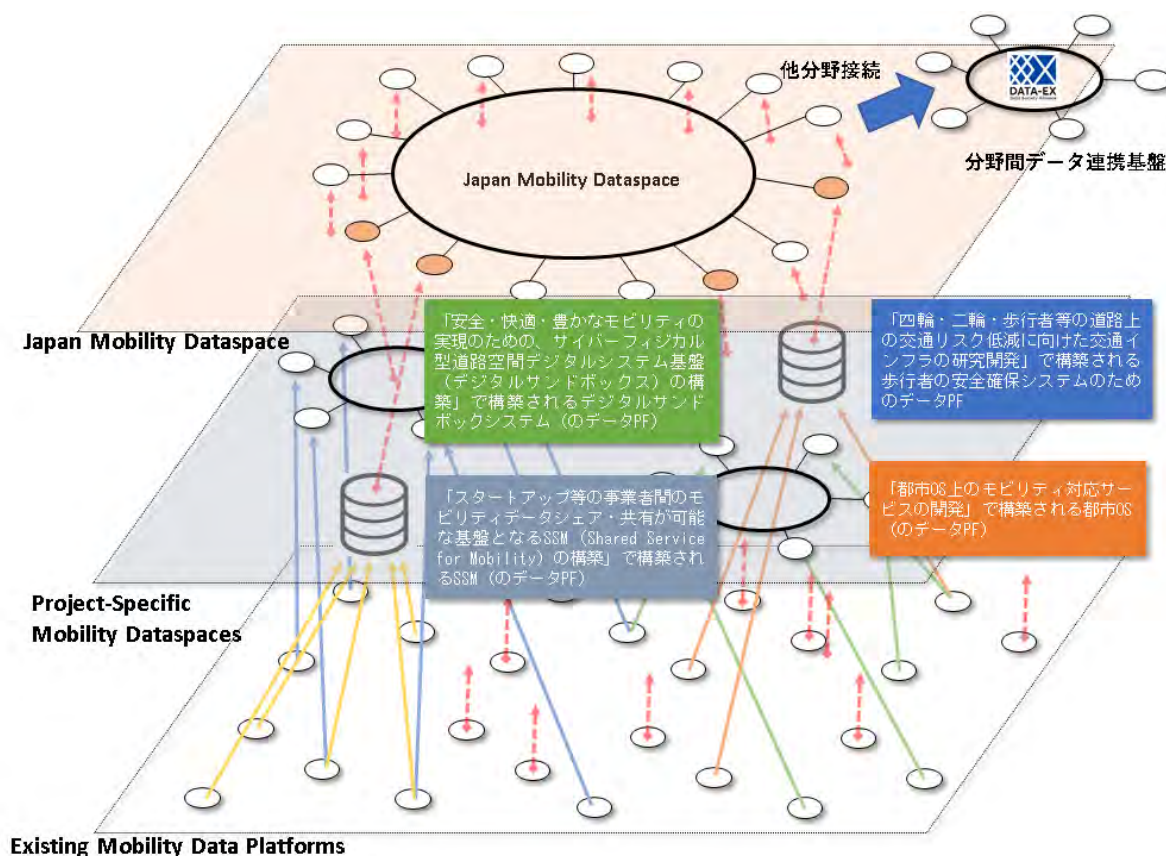 他分野接続
DATA-EX
分野間データ連携基盤
Japan Mobility Dataspace
Japan Mobility Dataspace
「安全・快適・豊かなモビリティの
実現のための、サイバーフィジカル
型道路空間デジタルシステム基盤
(デジタルサンドボックス)の構
築」で構築されるデジタルサンド
ボックシステム(のデータPF)
「四輪・二輪・歩行者等の道路上
の交通リスク低減に向けた交通イ
ンフラの研究開発」で構築される
歩行者の安全確保システムのため
のデータPF
「スタートアップ等の事業者間のモ
ビリティデータシェア・共有が可能
な基盤となるSSM(Shared Service
for Mobility)の構築」で構築され
るSSM(のデータPF)
「都市OS上のモビリティ対応サー
ビスの開発」で構築される都市OS
(のデータPF)
Project-Specific
Mobility Dataspaces
Existing Mobility Data Platforms